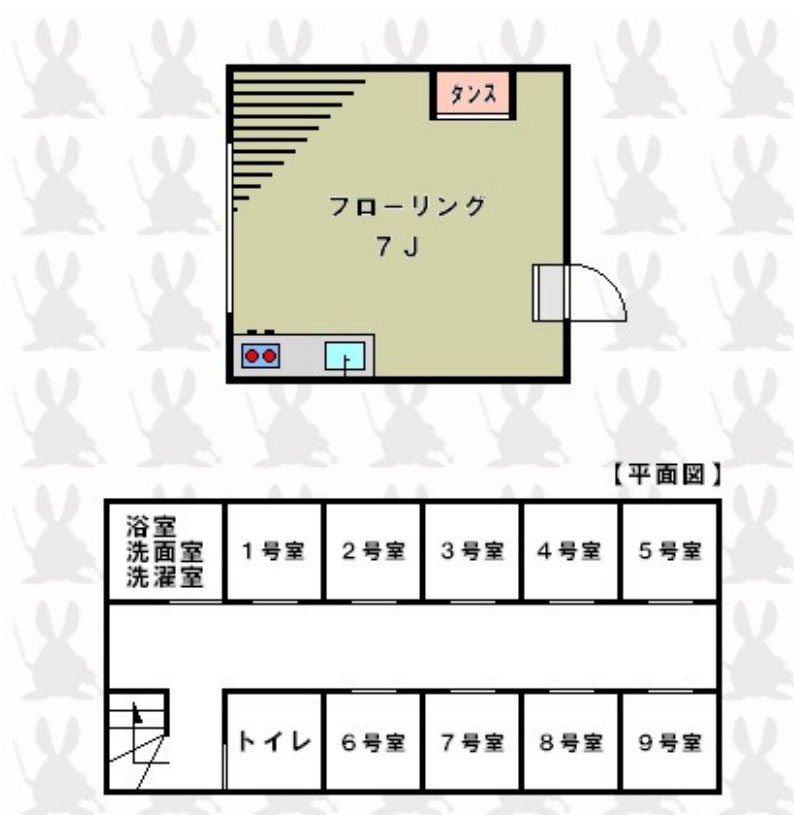 タンス
フローリング
7 J
【平面図】
浴室
洗面室
洗濯室
1号室
2号室
3号室
4号室
5号室
トイレ
6号室
7号室
8号室
9号室